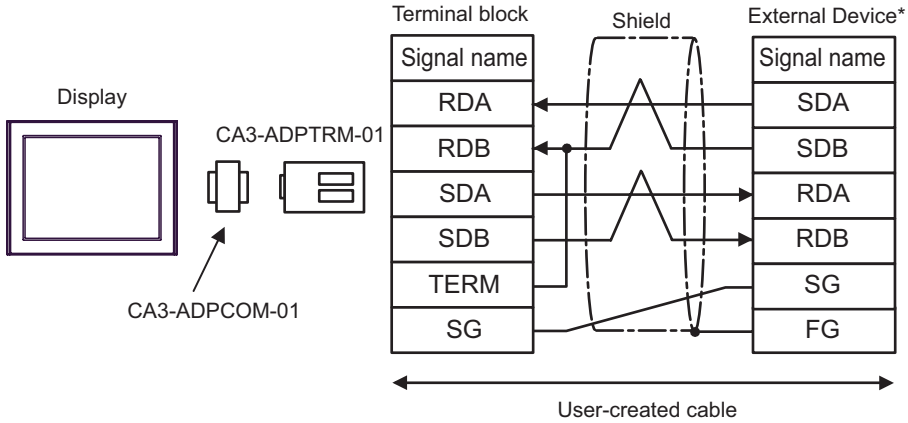 Terminal block
Shield
External Device*
Signal name
Signal name
Display
RDA
SDA
CA3-ADPTRM-01
RDB
SDB
SDA
RDA
SDB
RDB
TERM
SG
CA3-ADPCOM-01
SG
FG
User-created cable